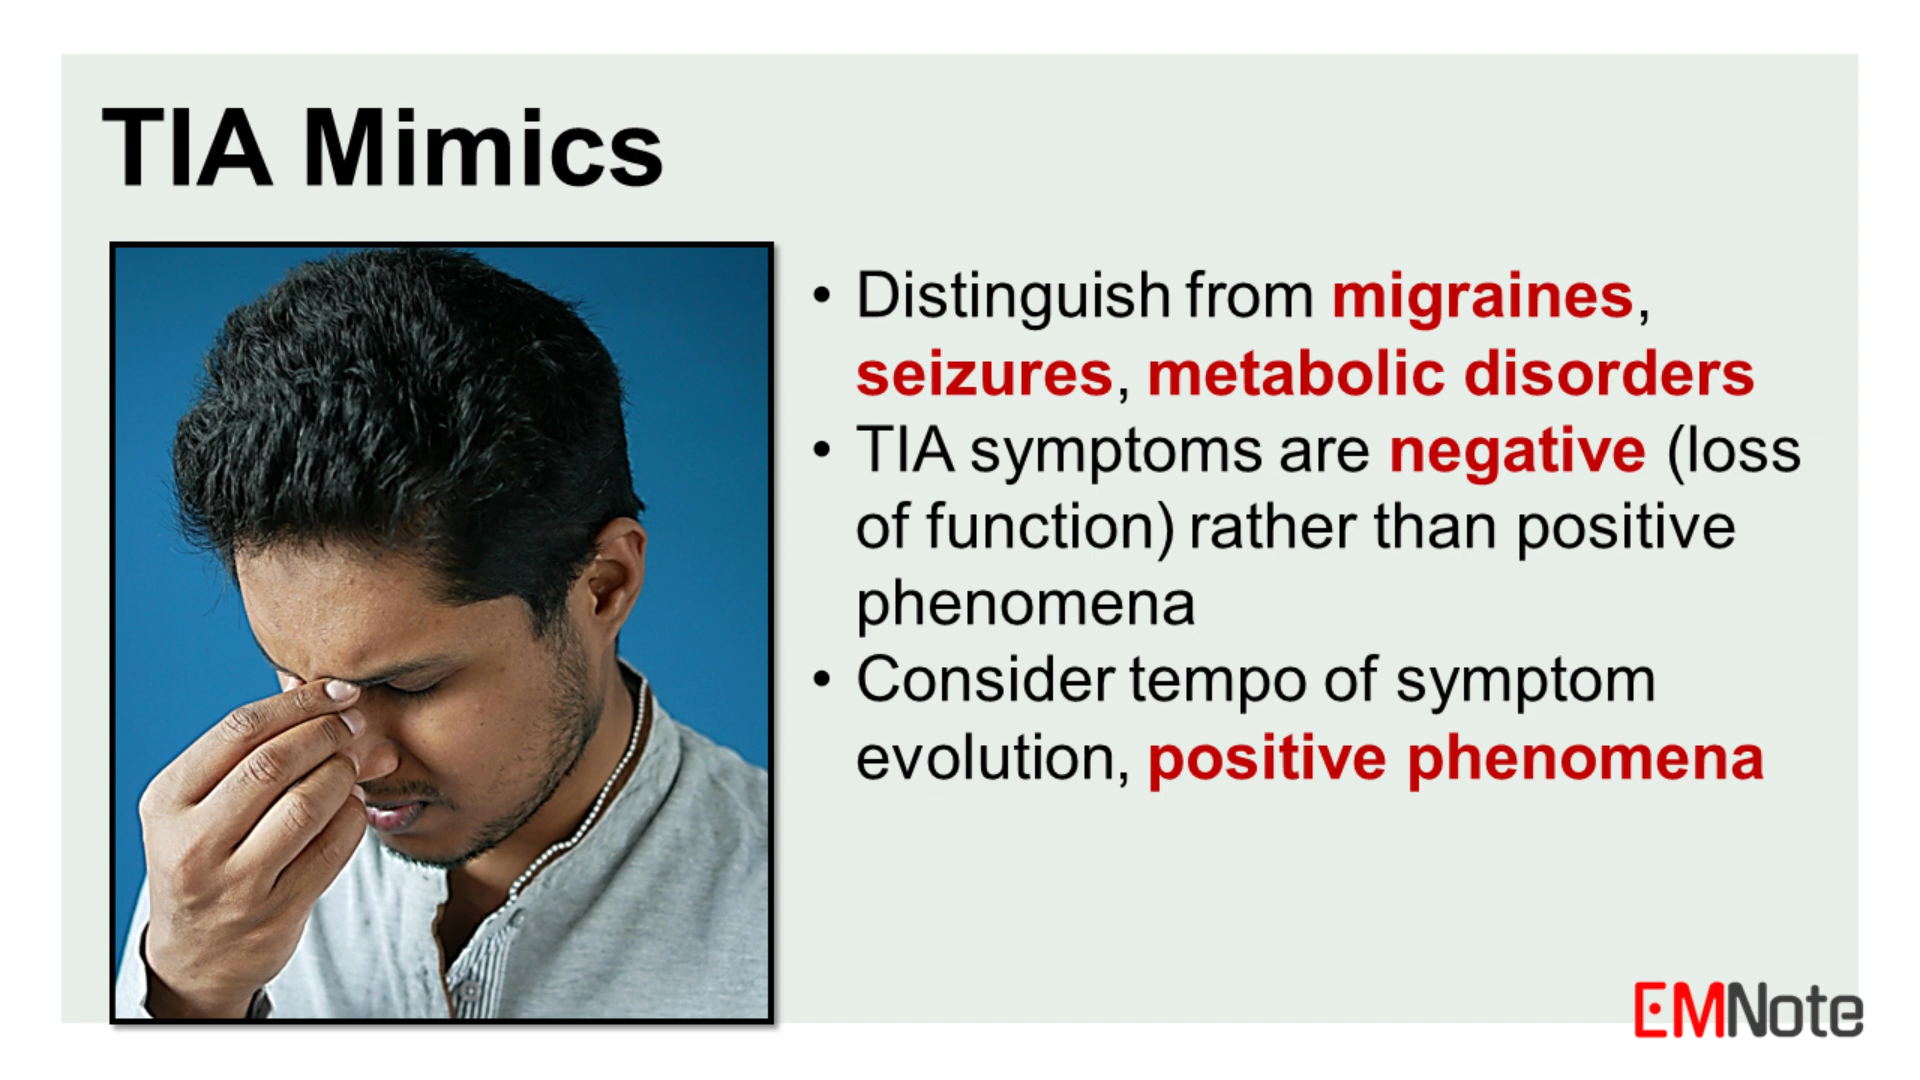 TIA Mimics
• Distinguish from migraines,
seizures, metabolic disorders
• TIA symptoms are negative (loss
of function) rather than positive
phenomena
• Consider tempo of symptom
evolution, positive phenomena
EMNote